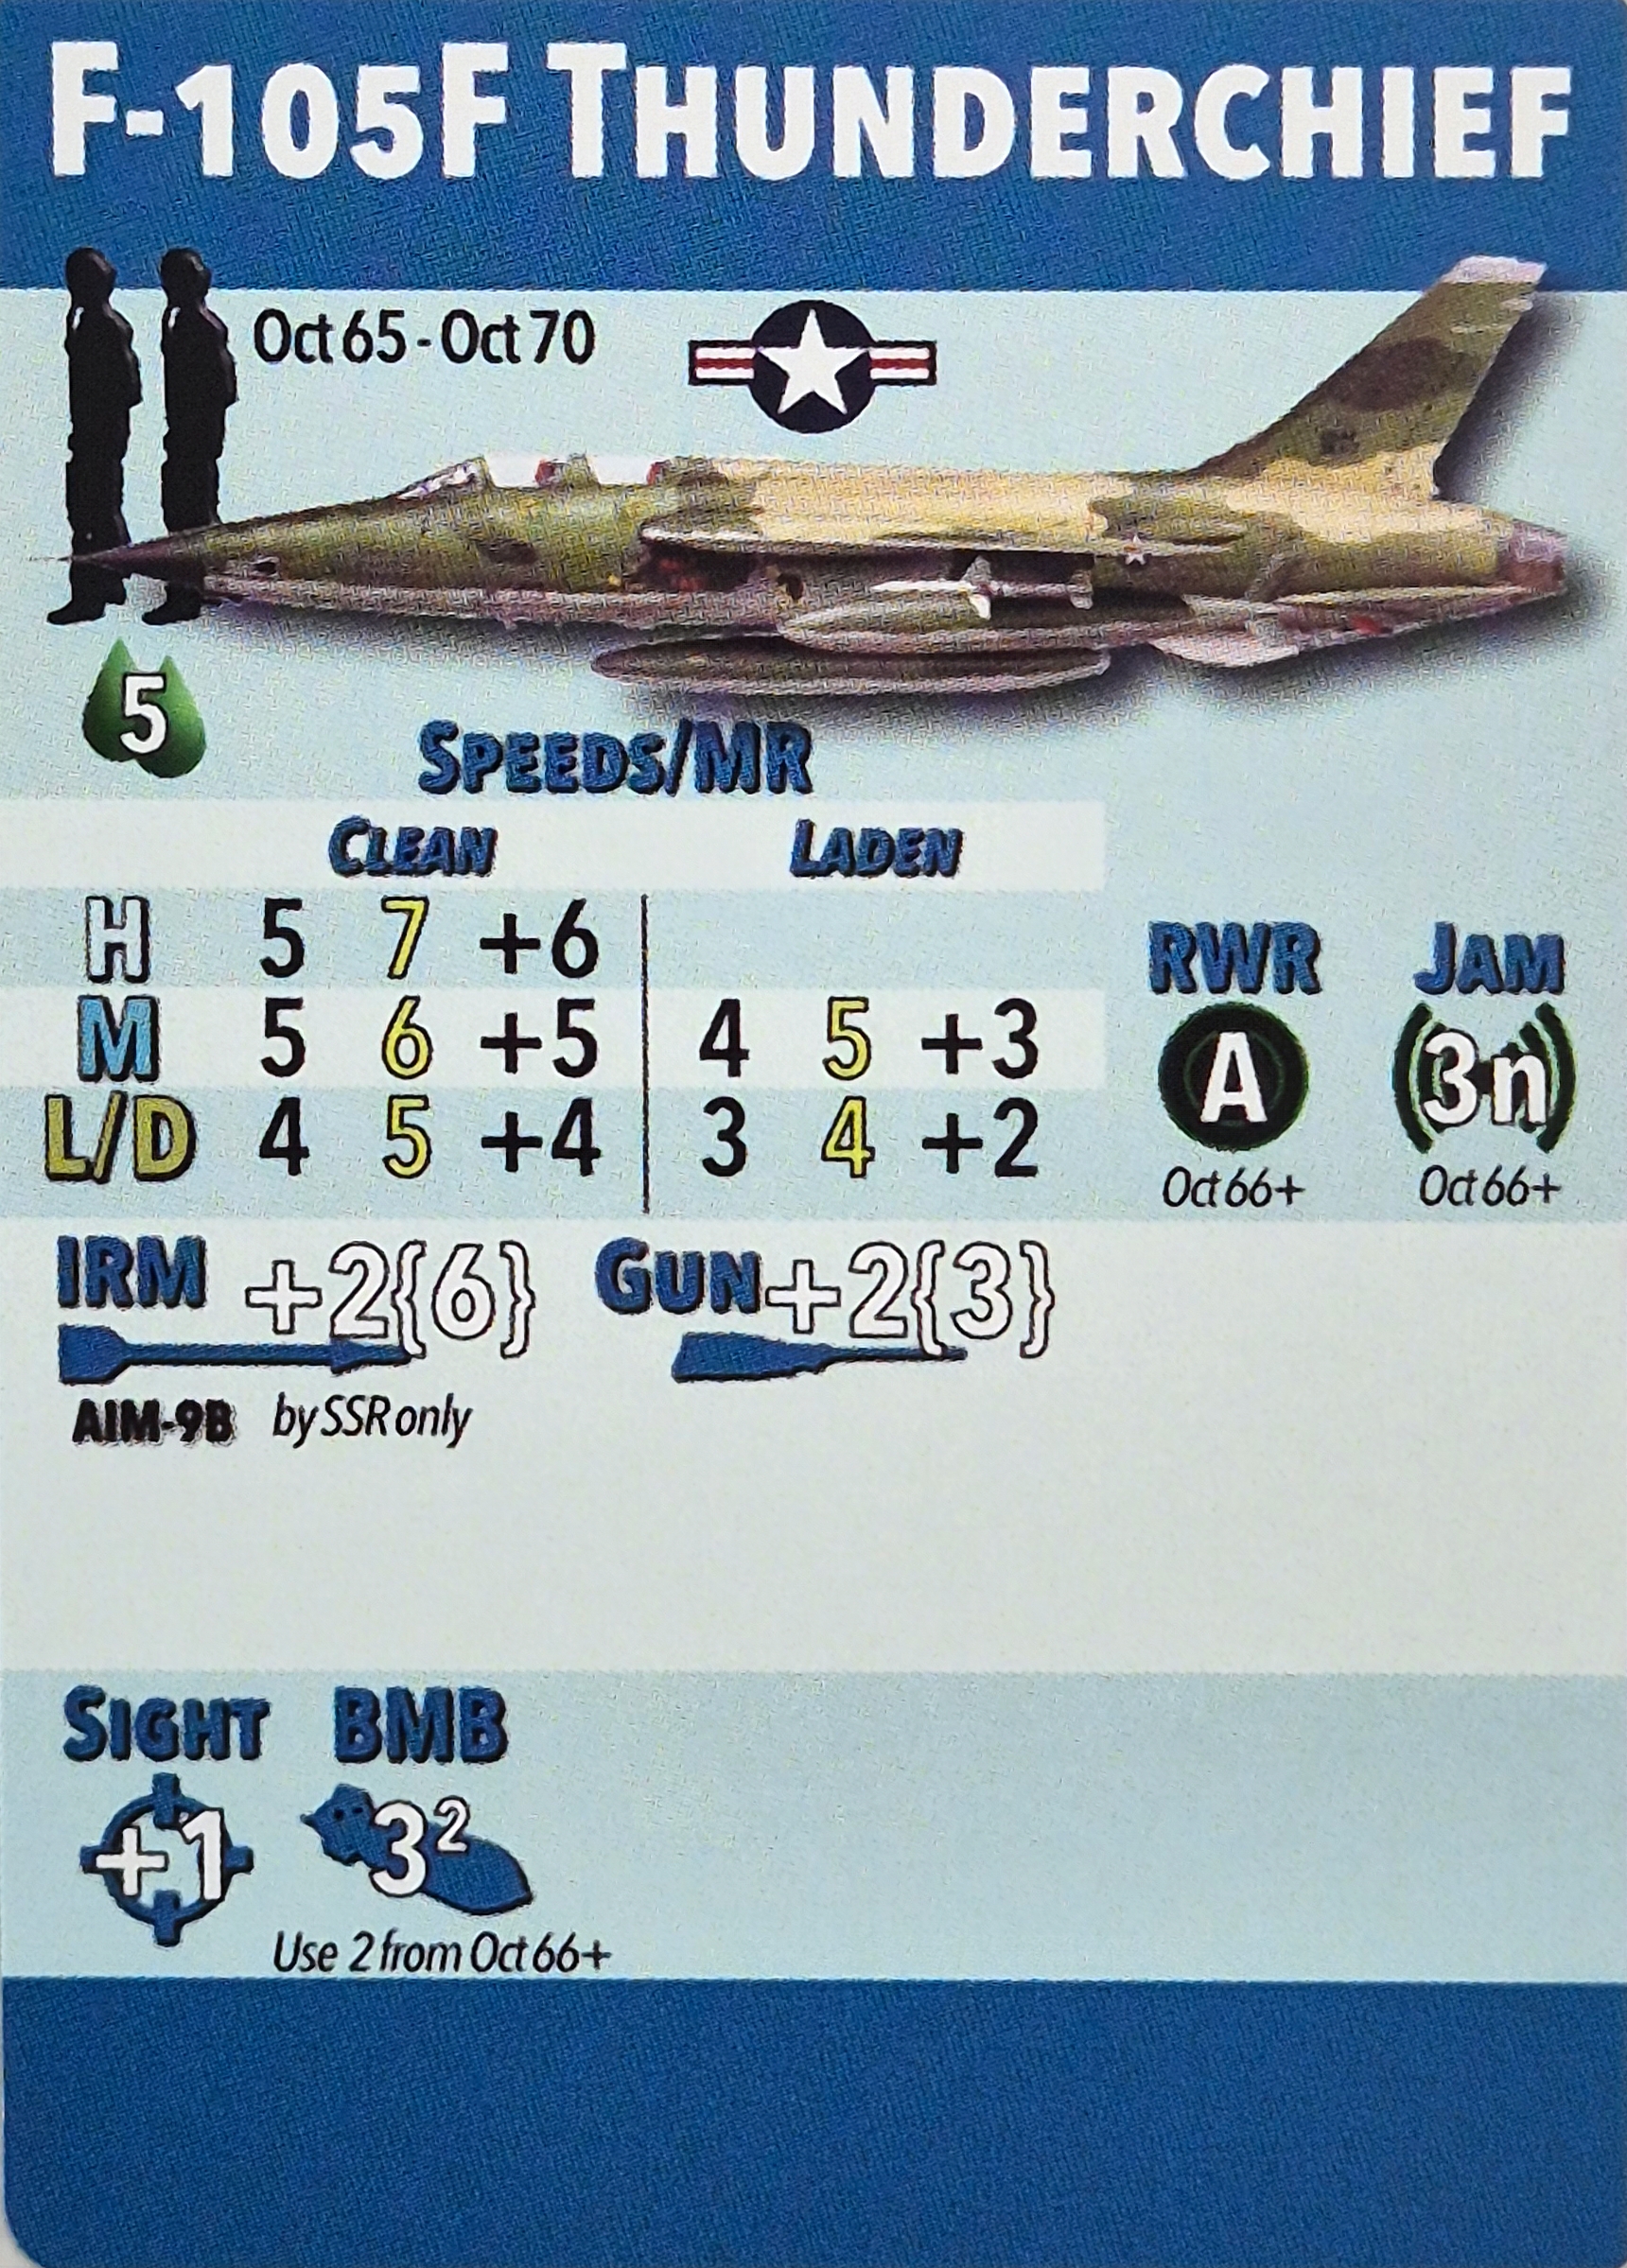 F-105F THUNDERCHIEF
Oct 65 - Oct 70
5
SPEEDS/MR
CLEAN LADEN
H 5 7 +6
M 5 6 +5 4 5 +3
L/D 4 5 +4 3 4 +2
RWR JAM
A 3n
Oct 66+ Oct 66+
IRM +2{6} GUN +2{3}
AIM-9B by SSR only
SIGHT BMB
+1 3²
Use 2 from Oct 66+